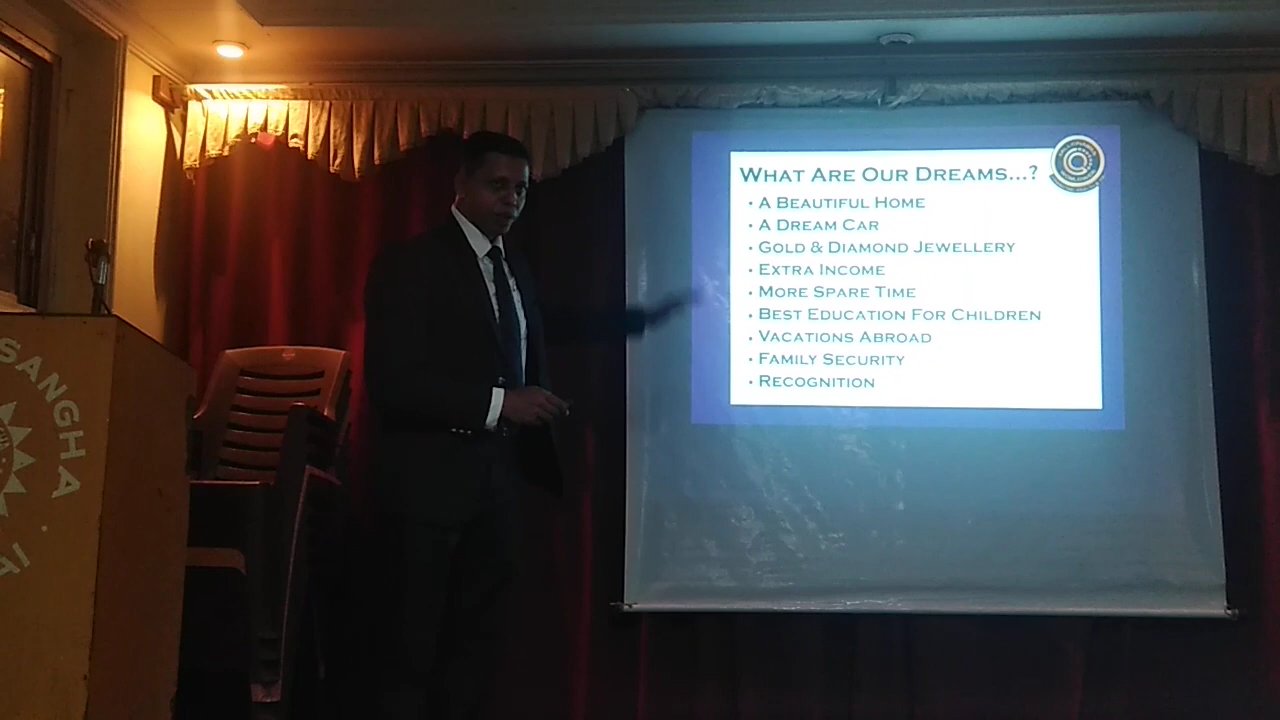 What Are Our Dreams...?
• A Beautiful Home
• A Dream Car
• Gold & Diamond Jewellery
• Extra Income
• More Spare Time
• Best Education For Children
• Vacations Abroad
• Family Security
• Recognition
SANGHA